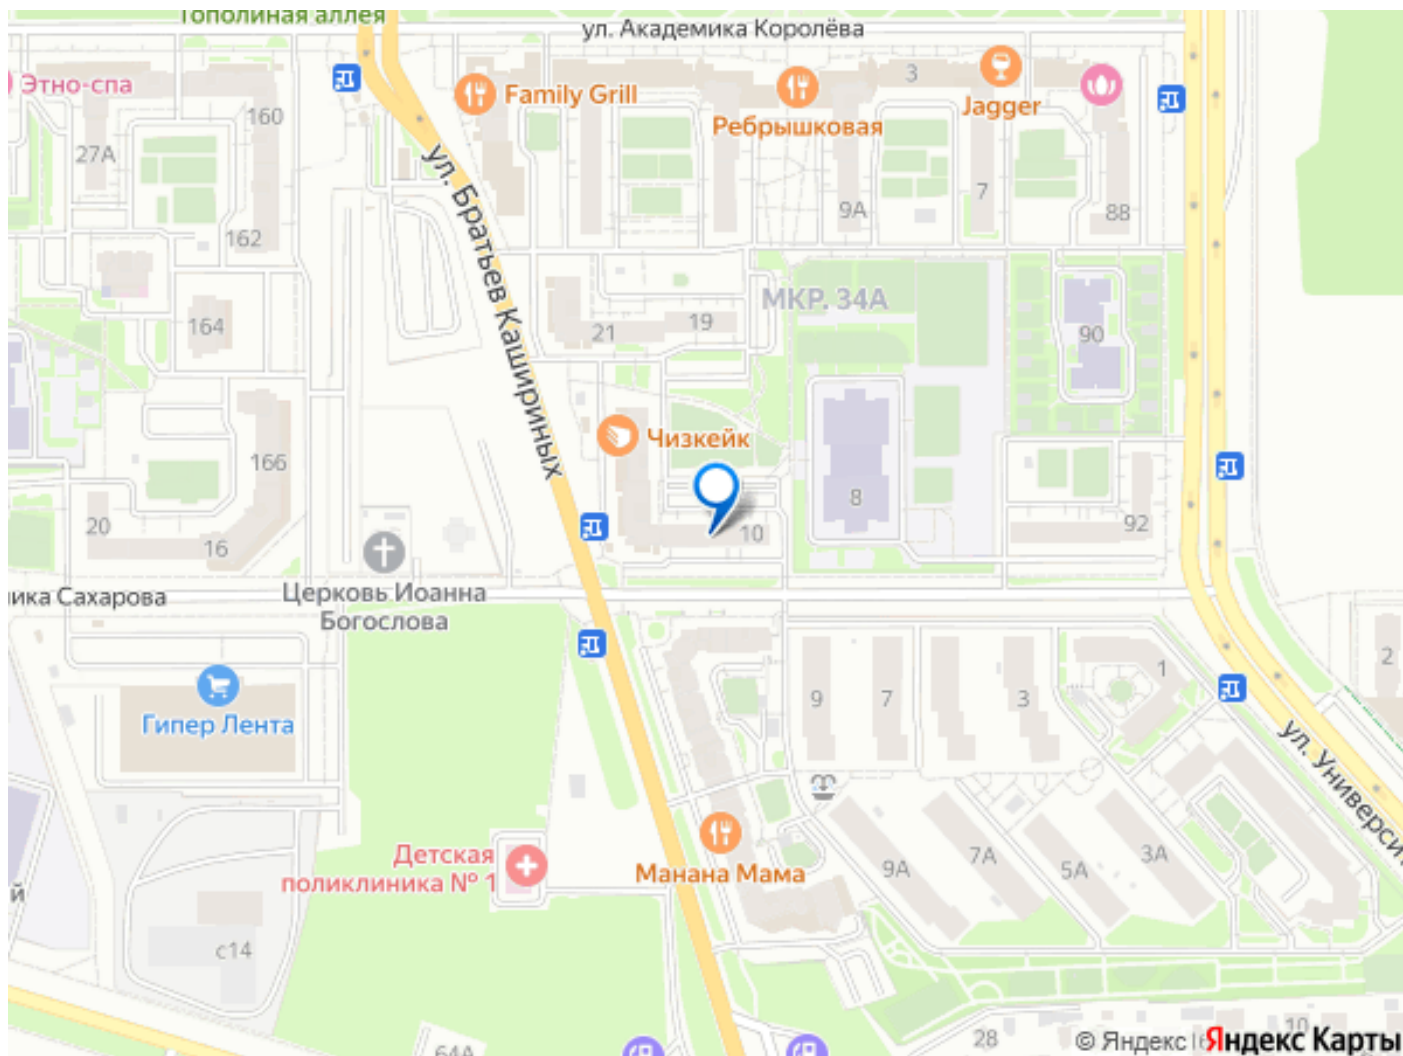 Тополиная аллея
ул. Академика Королёва
Этно-спа
160
Family Grill
3
Jagger
Ребрышковая
27А
ул. Братьев Кашириных
162
9А
7
88
164
21
19
МКР. 34А
90
Чизкейк
166
8
20
16
10
92
ика Сахарова
Церковь Иоанна
Богослова
2
9
7
3
1
Гипер Лента
ул. Универси
Детская
поликлиника № 1
Манана Мама
9А
7А
5А
3А
й
с14
64А
28
10
© Яндекс
Яндекс Карты